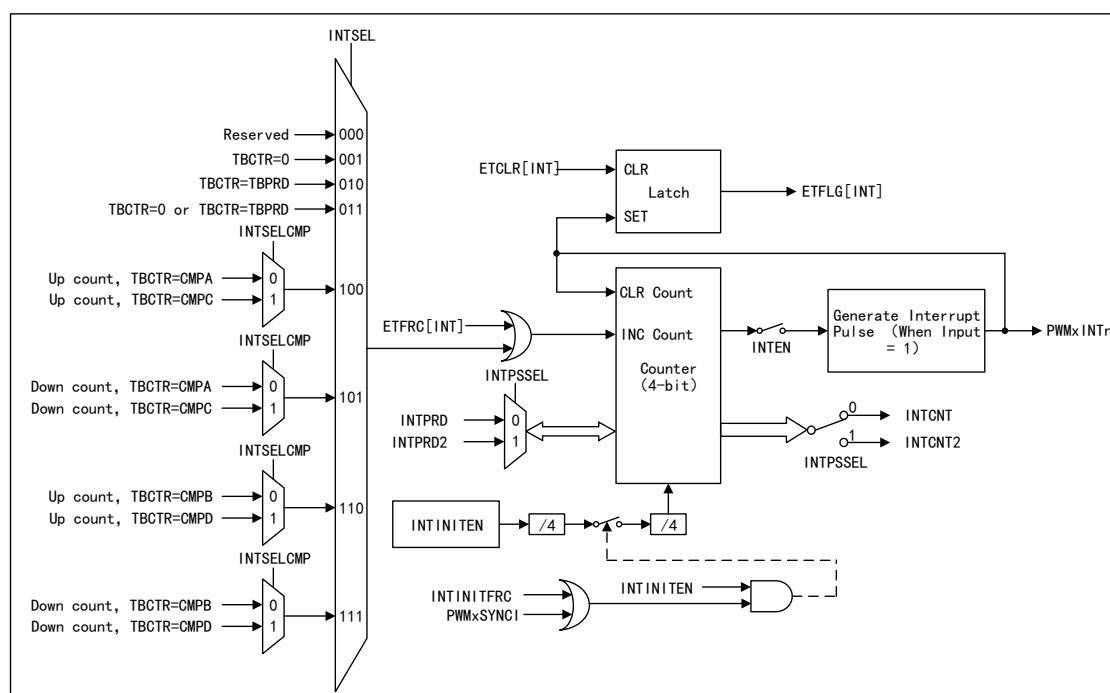 INTSEL
Reserved
000
TBCTR=0
001
TBCTR=TBPRD
010
TBCTR=0 or TBCTR=TBPRD
011
INTSELCMP
Up count, TBCTR=CMPA
0
Up count, TBCTR=CMPC
1
100
INTSELCMP
Down count, TBCTR=CMPA
0
Down count, TBCTR=CMPC
1
101
INTSELCMP
Up count, TBCTR=CMPB
0
Up count, TBCTR=CMPD
1
110
INTSELCMP
Down count, TBCTR=CMPB
0
Down count, TBCTR=CMPD
1
111
ETCLR[INT]
CLR
Latch
SET
ETFLG[INT]
CLR Count
ETFRC[INT]
INC Count
Counter
(4-bit)
INTEN
Generate Interrupt
Pulse (When Input
= 1)
PWMxINTn
INTPSSEL
INTPRD
0
INTPRD2
1
0
INTCNT
1
INTCNT2
INTPSSEL
INTINITEN
/4
/4
INTINITFRC
PWMxSYNCI
INTINITEN